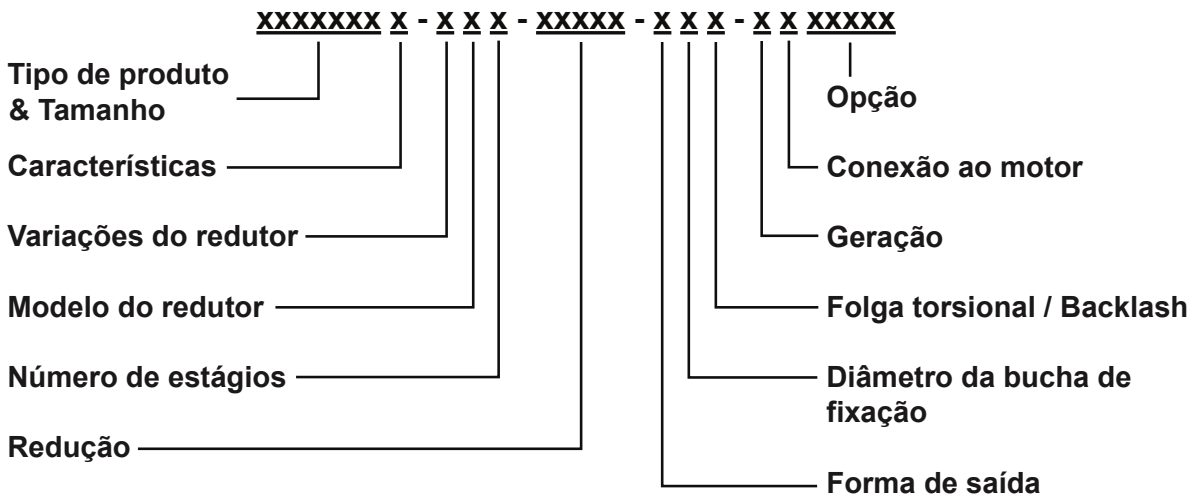 xxxxxxx x - x x x - xxxxx - x x x - x x xxxxx
Tipo de produto
& Tamanho
Características
Variações do redutor
Modelo do redutor
Número de estágios
Redução
Opção
Conexão ao motor
Geração
Folga torsional / Backlash
Diâmetro da bucha de
fixação
Forma de saída